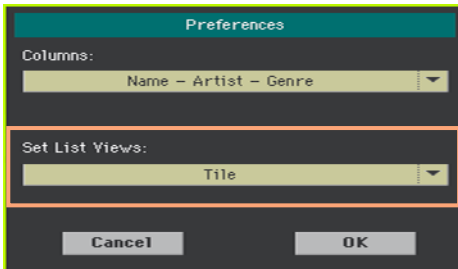 Preferences
Columns:
Name - Artist - Genre
Set List Views:
Tile
Cancel OK